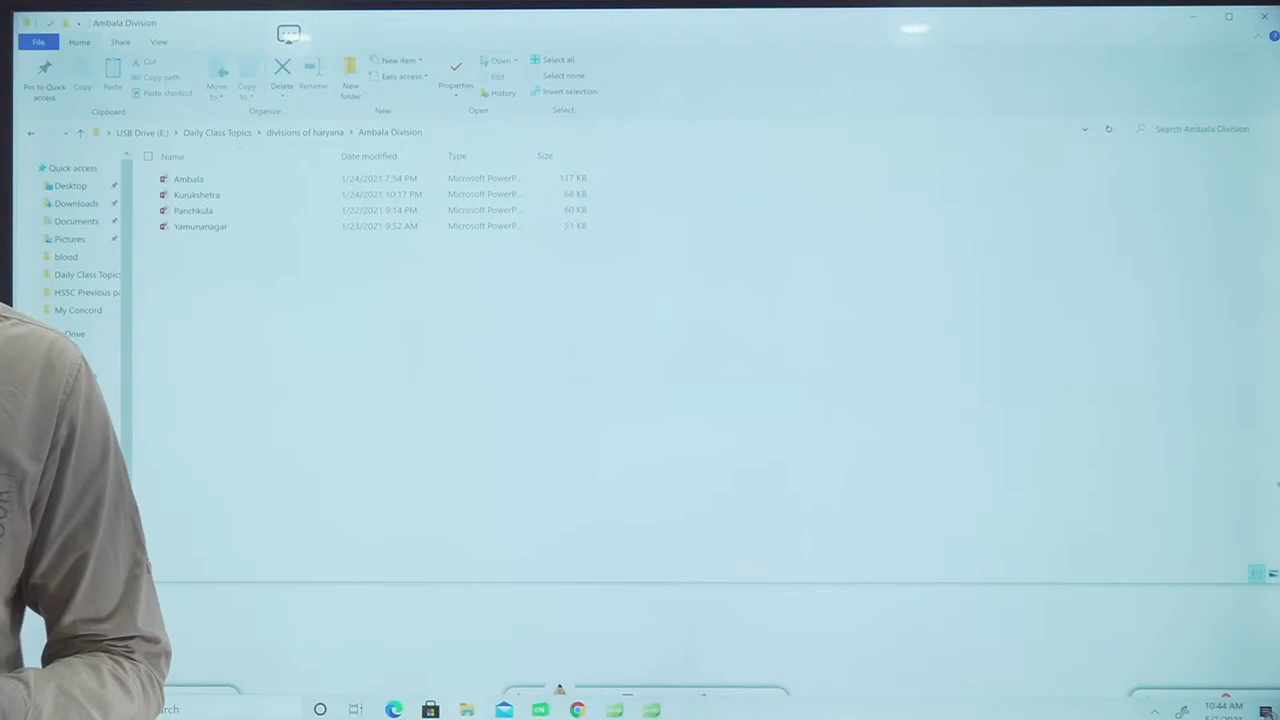 Ambala Division
File Home Share View
Pin to Quick access
Copy
Paste
Cut
Copy path
Paste shortcut
Clipboard
Move to
Copy to
Delete
Rename
Organize
New folder
New item
Easy access
New
Properties
Open
Edit
History
Open
Select all
Select none
Invert selection
Select
USB Drive (E:) > Daily Class Topics > divisions of haryana > Ambala Division
Search Ambala Division
Quick access
Desktop
Downloads
Documents
Pictures
blood
Daily Class Topic
HSSC Previous pa
My Concord
Drive
Name Date modified Type Size
Ambala 1/24/2021 7:54 PM Microsoft PowerP... 117 KB
Kurukshetra 1/24/2021 10:17 PM Microsoft PowerP... 68 KB
Panchkula 1/22/2021 9:14 PM Microsoft PowerP... 60 KB
Yamunanagar 1/23/2021 9:52 AM Microsoft PowerP... 51 KB
rch
10:44 AM